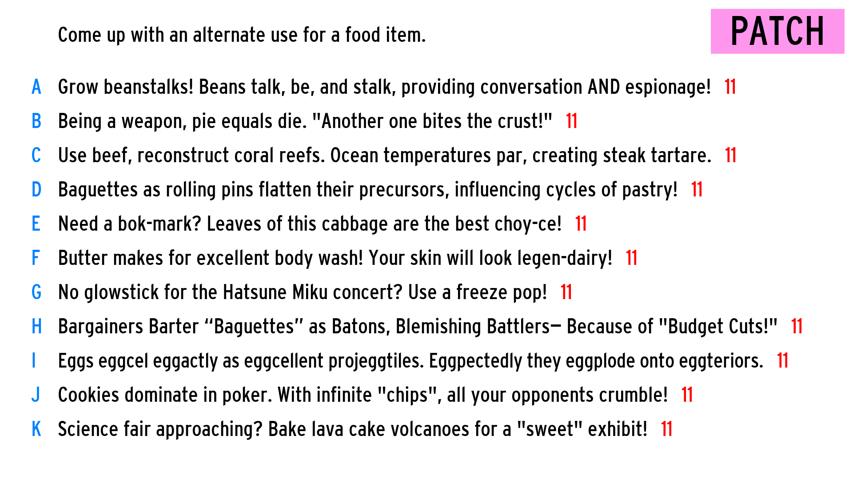 Come up with an alternate use for a food item.
PATCH
A Grow beanstalks! Beans talk, be, and stalk, providing conversation AND espionage! 11
B Being a weapon, pie equals die. "Another one bites the crust!" 11
C Use beef, reconstruct coral reefs. Ocean temperatures par, creating steak tartare. 11
D Baguettes as rolling pins flatten their precursors, influencing cycles of pastry! 11
E Need a bok-mark? Leaves of this cabbage are the best choy-ce! 11
F Butter makes for excellent body wash! Your skin will look legen-dairy! 11
G No glowstick for the Hatsune Miku concert? Use a freeze pop! 11
H Bargainers Barter “Baguettes” as Batons, Blemishing Battlers— Because of "Budget Cuts!" 11
I Eggs eggcel eggactly as eggcellent projeggtiles. Eggpectedly they eggplode onto eggteriors. 11
J Cookies dominate in poker. With infinite "chips", all your opponents crumble! 11
K Science fair approaching? Bake lava cake volcanoes for a "sweet" exhibit! 11